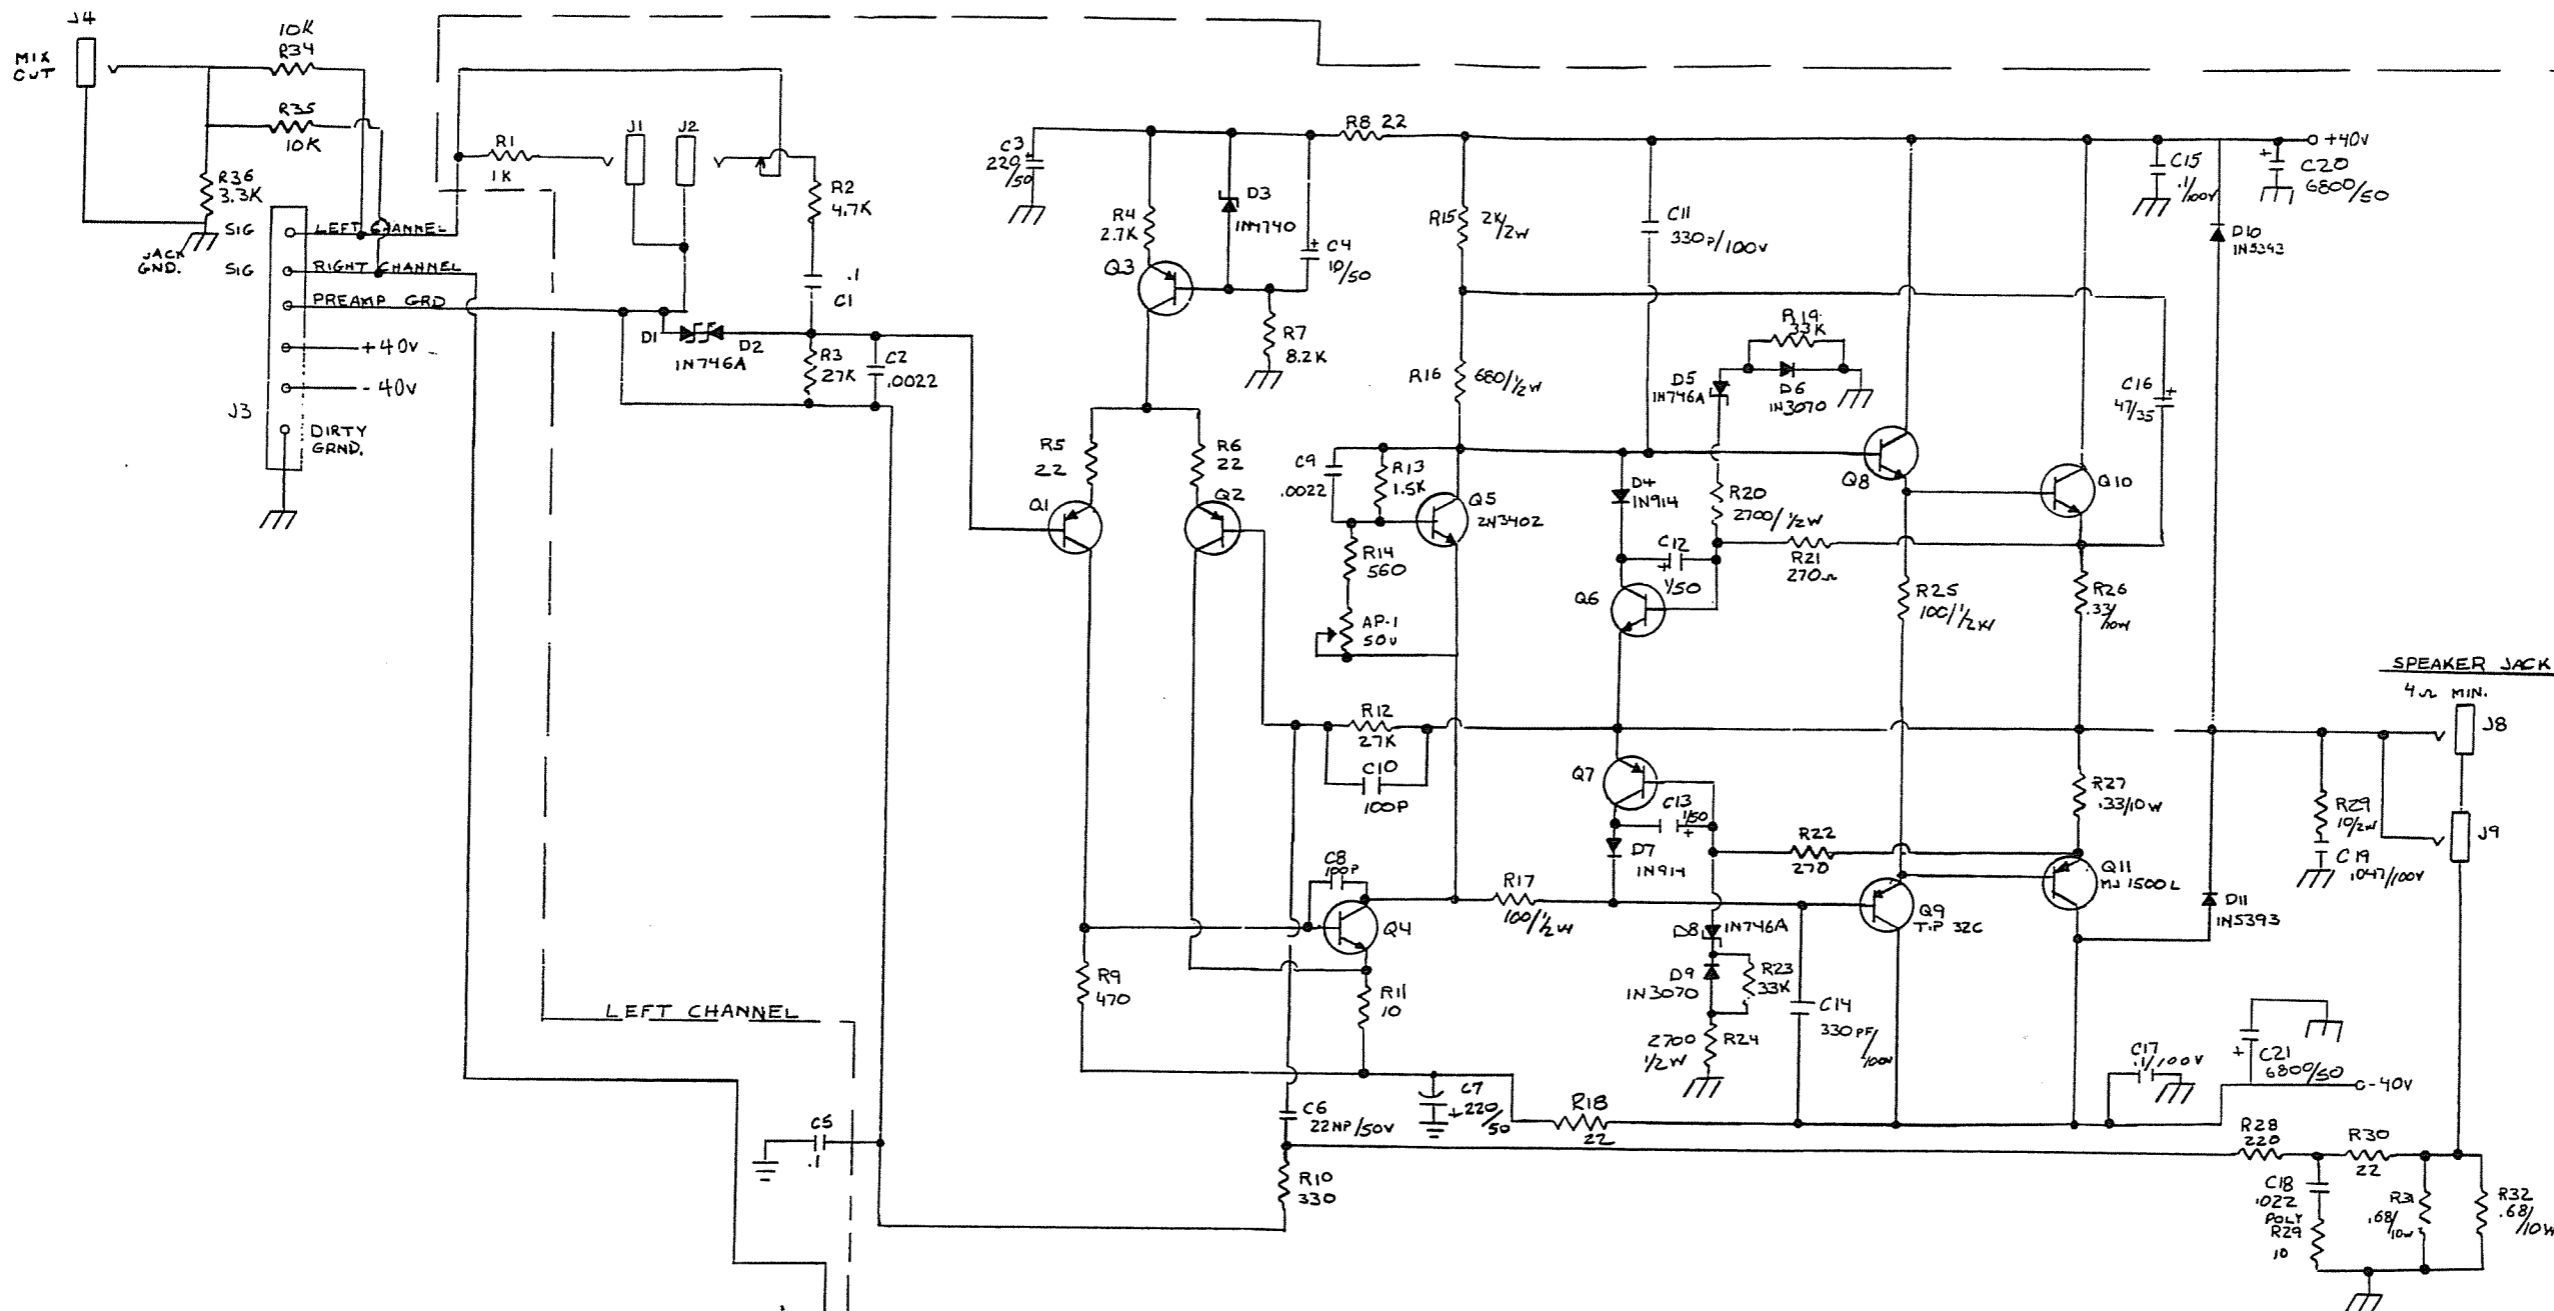 J4
MIX
OUT
10K
R34
R35
10K
R36
3.3K
JACK
GND.
SIG
LEFT CHANNEL
SIG
RIGHT CHANNEL
PREAMP GRD
+40V
-40V
J3
DIRTY
GRND.
R1
1K
J1
J2
R2
4.7K
.1
C1
D1
D2
1N746A
R3
27K
C2
.0022
LEFT CHANNEL
C5
.1
C3
220
/50
+
R4
2.7K
Q3
D3
1N4740
+
C4
10/50
R7
8.2K
R8 22
R5
22
R6
22
Q1
Q2
R9
470
R15
2K/2W
R16
680/1/2W
C9
.0022
R13
1.5K
Q5
2N3402
R14
560
AP-1
R12
27K
C10
100P
C8
100P
Q4
R11
10
C6
22NP/50V
R10
330
C7
+ 220
/50
R17
100/1/2W
R18
22
C11
330P/100V
R19
33K
D5
1N746A
D6
1N3070
D4
1N914
R20
2700/1/2W
C12
+
1/50
R21
270Ω
Q6
Q7
C13
1/50
+
D7
1N914
R22
270
D8
1N746A
D9
1N3070
R23
33K
2700
1/2W
R24
C14
330PF/
100V
Q8
Q10
R25
100/1/2W
R26
.33/
10W
R27
.33/10W
Q9
TIP 32C
Q11
C16
+
47/35
C15
.1/100V
+
C20
6800/50
+40V
D10
1N5393
D11
1N5393
SPEAKER JACK
4Ω MIN.
J8
J9
R29
10/2W
C19
.047/100V
C17
.1/100V
+
C21
6800/50
-40V
R28
220
R30
22
C18
.022
POLY
R29
10
R31
.68/
10W
R32
.68
/10W